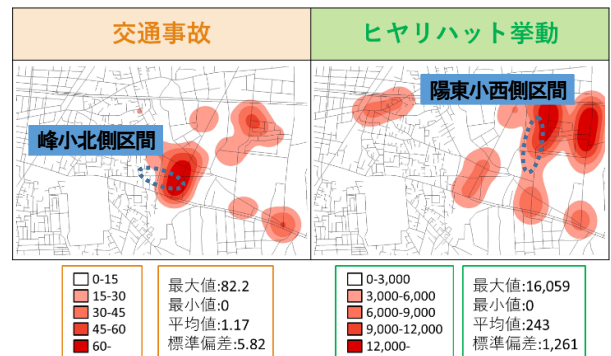 交通事故
ヒヤリハット挙動
峰小北側区間
陽東小西側区間
0-15
15-30
30-45
45-60
60-
最大値:82.2
最小値:0
平均値:1.17
標準偏差:5.82
0-3,000
3,000-6,000
6,000-9,000
9,000-12,000
12,000-
最大値:16,059
最小値:0
平均値:243
標準偏差:1,261